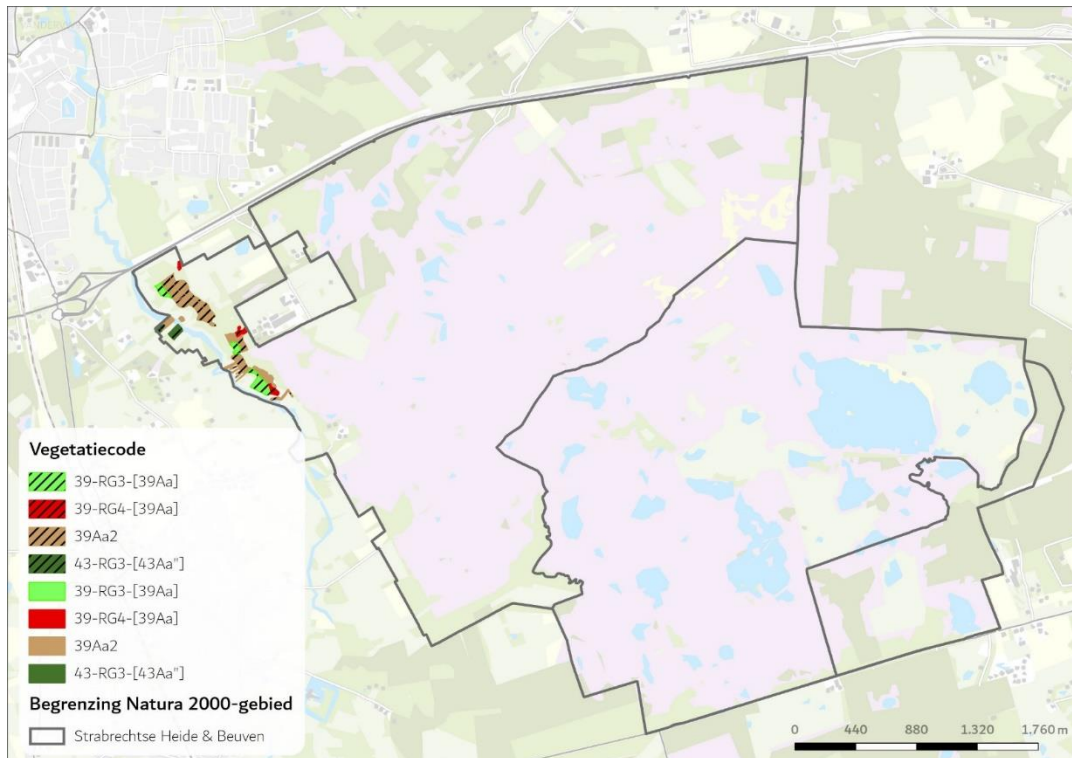 Vegetatiecode
39-RG3-[39Aa]
39-RG4-[39Aa]
39Aa2
43-RG3-[43Aa"]
39-RG3-[39Aa]
39-RG4-[39Aa]
39Aa2
43-RG3-[43Aa"]
Begrenzing Natura 2000-gebied
Strabrechtse Heide & Beuven
0 440 880 1.320 1.760 m